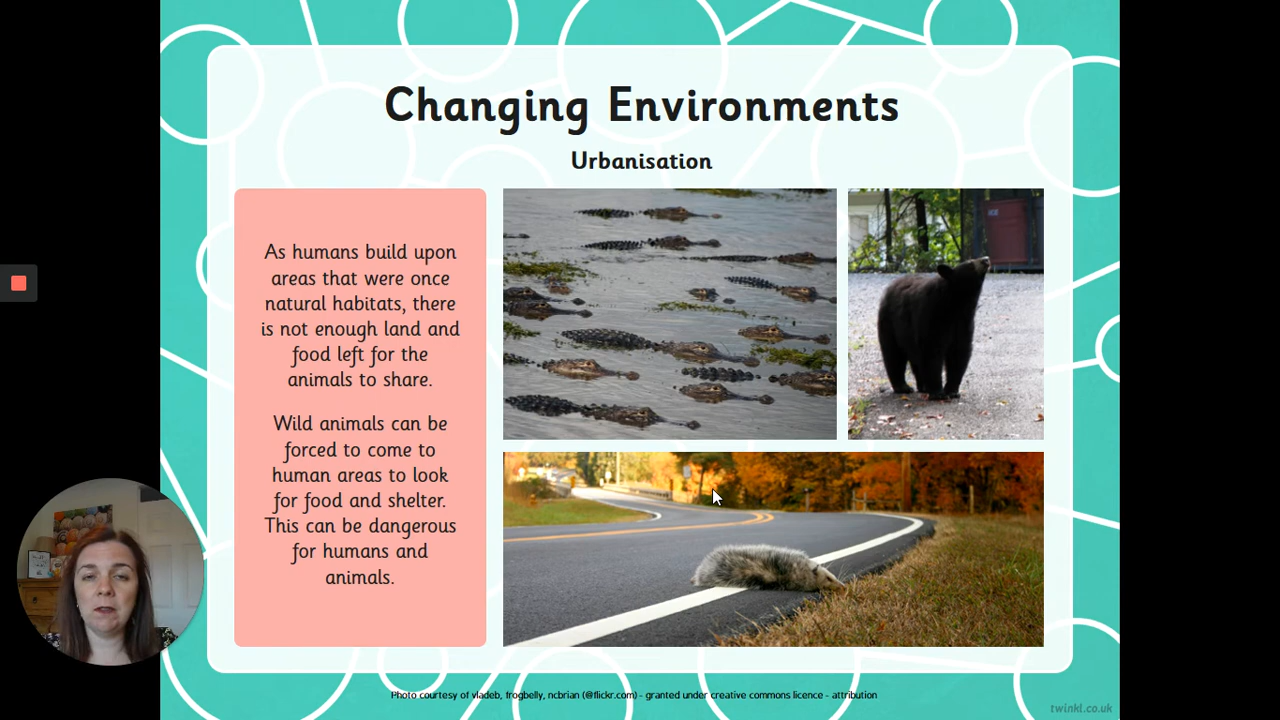 Changing Environments
Urbanisation
As humans build upon
areas that were once
natural habitats, there
is not enough land and
food left for the
animals to share.
Wild animals can be
forced to come to
human areas to look
for food and shelter.
This can be dangerous
for humans and
animals.
Photo courtesy of vladeb, frogbelly, ncbrian (@flickr.com) - granted under creative commons licence - attribution
twinkl.co.uk